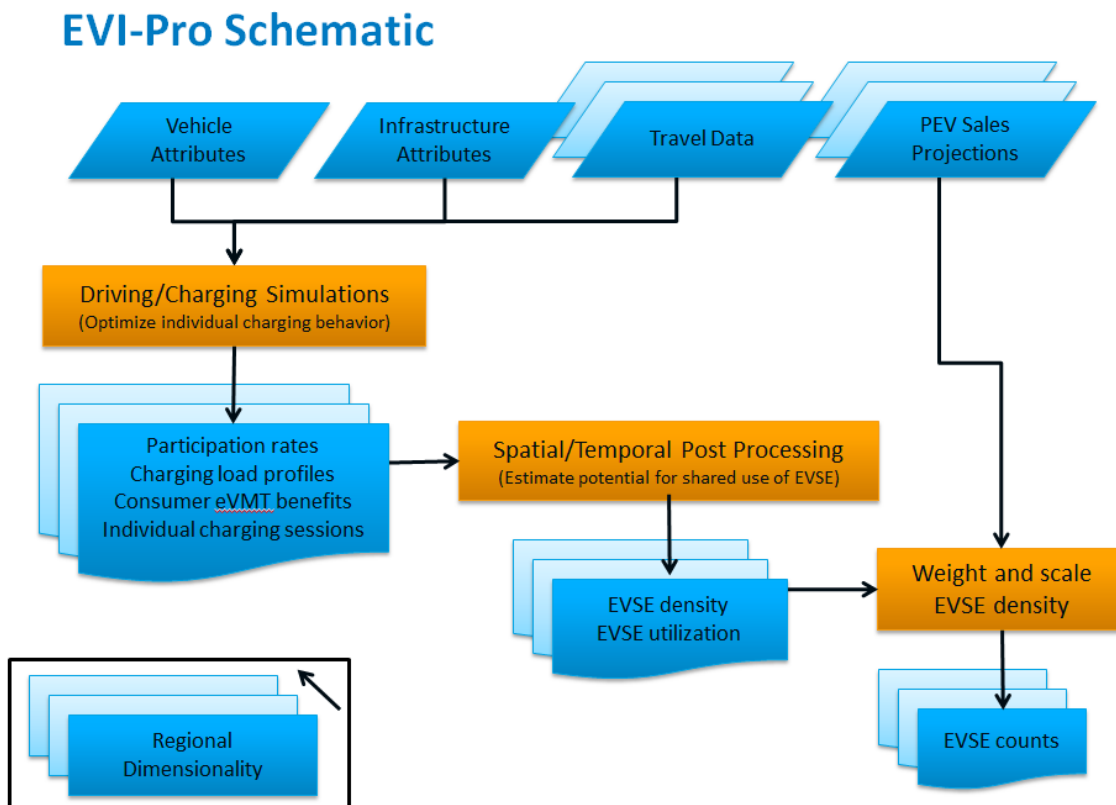 EVI-Pro Schematic
Vehicle
Attributes
Infrastructure
Attributes
Travel Data
PEV Sales
Projections
Driving/Charging Simulations
(Optimize individual charging behavior)
Participation rates
Charging load profiles
Consumer eVMT benefits
Individual charging sessions
Spatial/Temporal Post Processing
(Estimate potential for shared use of EVSE)
EVSE density
EVSE utilization
Weight and scale
EVSE density
EVSE counts
Regional
Dimensionality